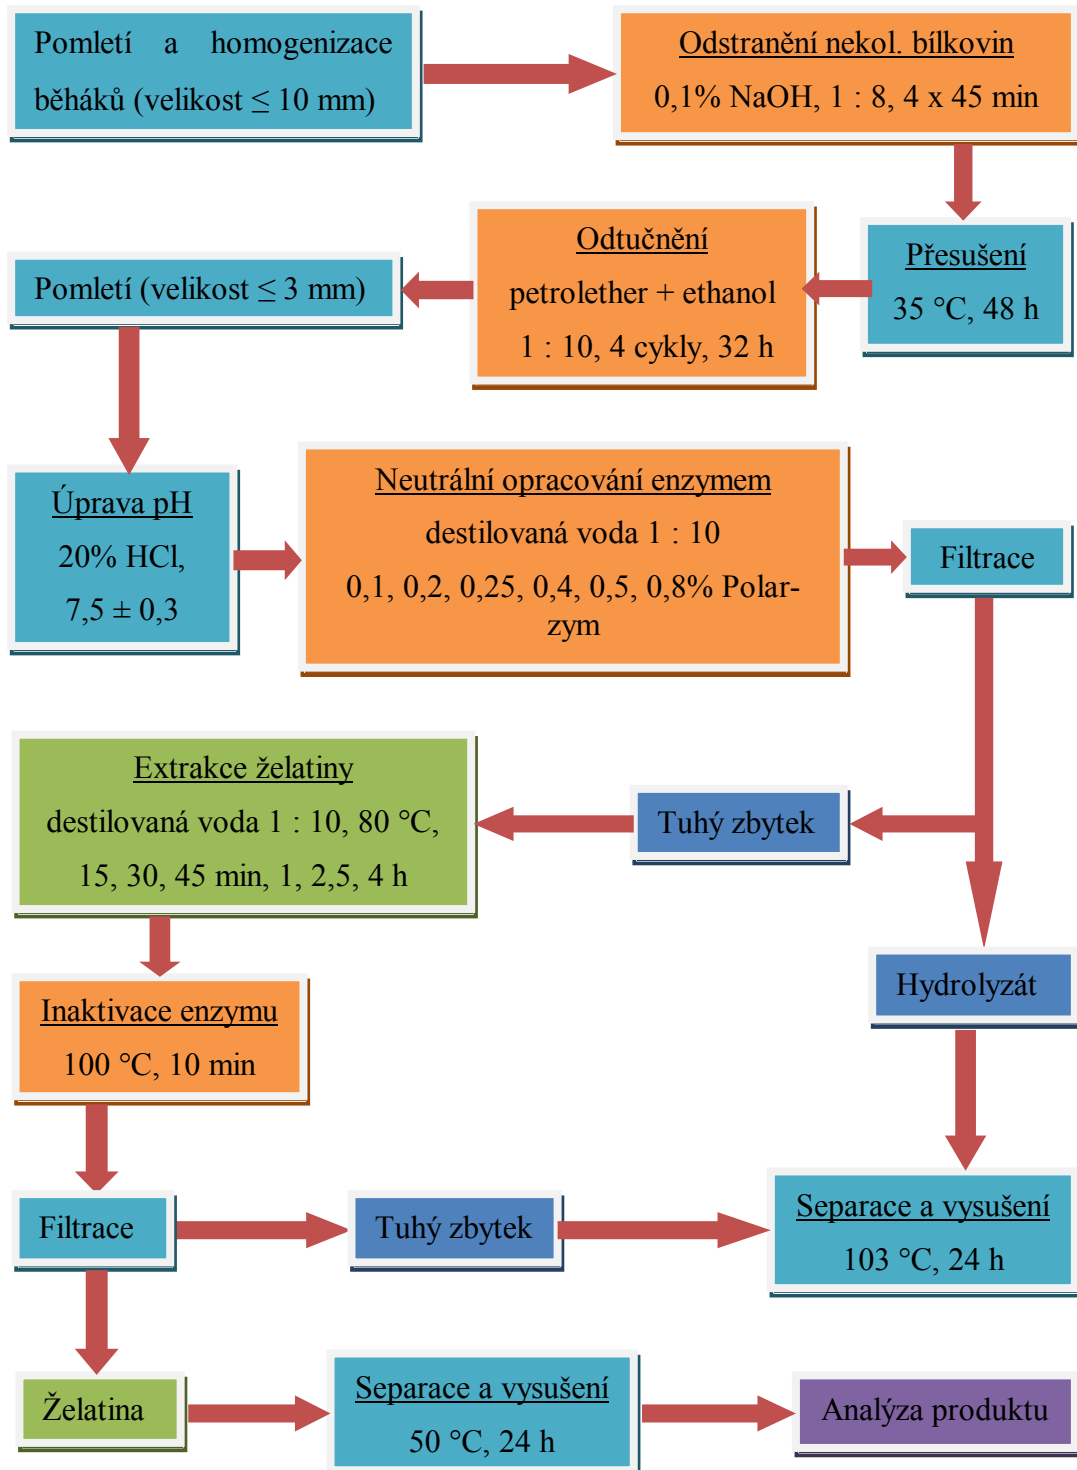 Pomletí a homogenizace
běháků (velikost ≤ 10 mm)
Odstranění nekol. bílkovin
0,1% NaOH, 1 : 8, 4 x 45 min
Přesušení
35 °C, 48 h
Odtučnění
petrolether + ethanol
1 : 10, 4 cykly, 32 h
Pomletí (velikost ≤ 3 mm)
Úprava pH
20% HCl,
7,5 ± 0,3
Neutrální opracování enzymem
destilovaná voda 1 : 10
0,1, 0,2, 0,25, 0,4, 0,5, 0,8% Polar-
zym
Filtrace
Tuhý zbytek
Extrakce želatiny
destilovaná voda 1 : 10, 80 °C,
15, 30, 45 min, 1, 2,5, 4 h
Hydrolyzát
Inaktivace enzymu
100 °C, 10 min
Filtrace
Tuhý zbytek
Separace a vysušení
103 °C, 24 h
Želatina
Separace a vysušení
50 °C, 24 h
Analýza produktu